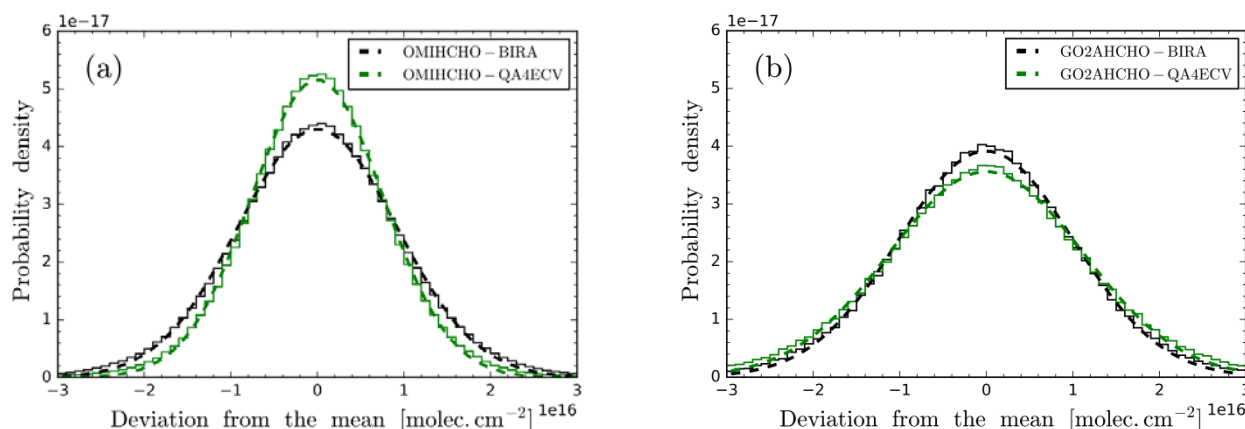 1e−17
(a)
OMIHCHO − BIRA
OMIHCHO − QA4ECV
Probability density
6
5
4
3
2
1
0
−3 −2 −1 0 1 2 3
1e16
Deviation from the mean [molec. cm−2]
1e−17
(b)
GO2AHCHO − BIRA
GO2AHCHO − QA4ECV
Probability density
6
5
4
3
2
1
0
−3 −2 −1 0 1 2 3
1e16
Deviation from the mean [molec. cm−2]